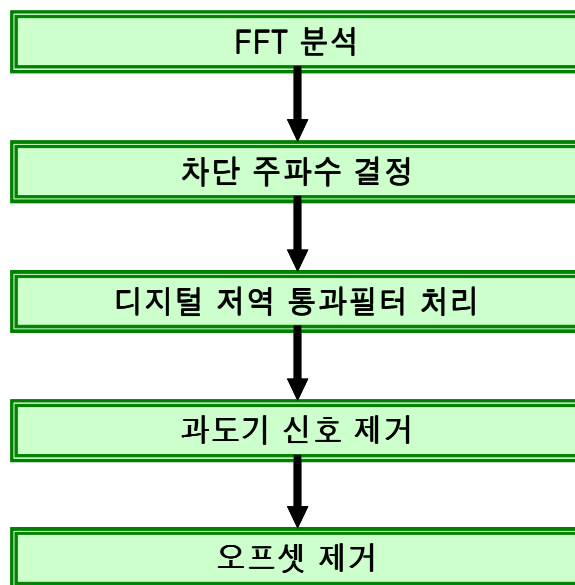 FFT 분석
차단 주파수 결정
디지털 저역 통과필터 처리
과도기 신호 제거
오프셋 제거